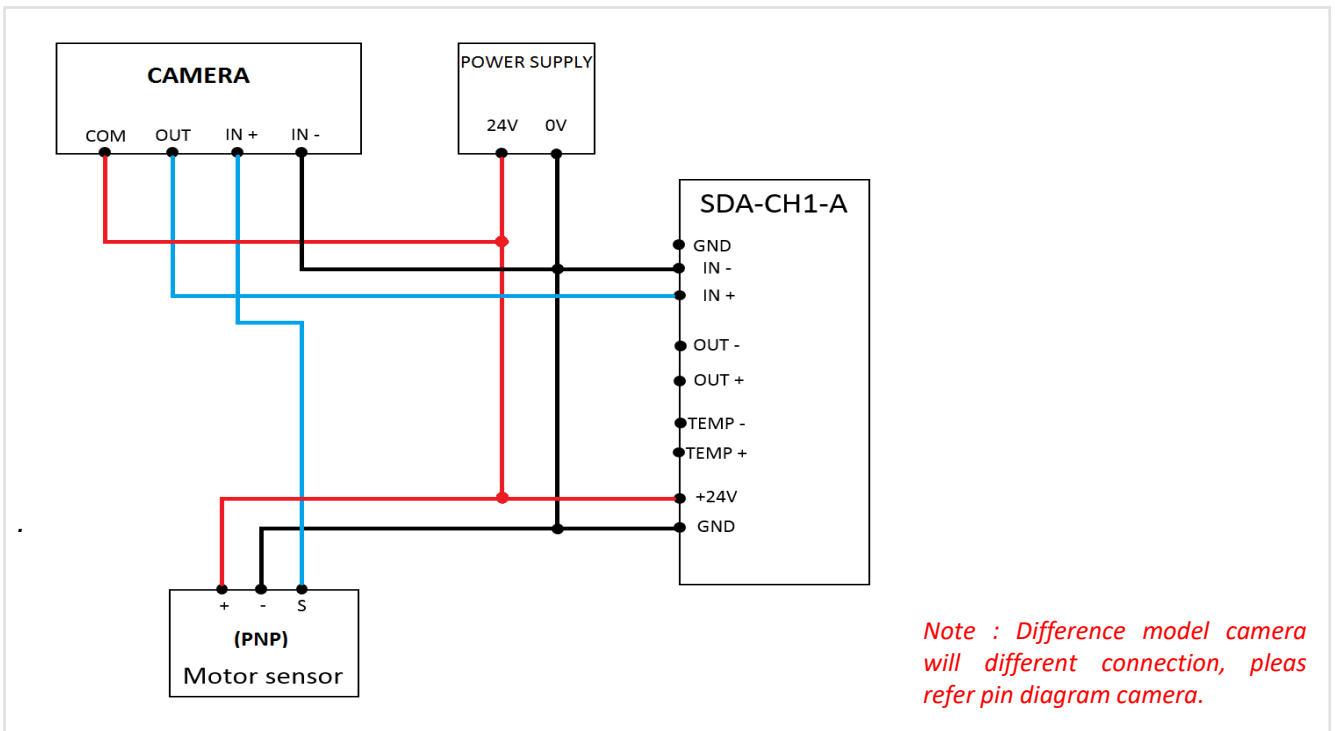 CAMERA
COM OUT IN + IN -
POWER SUPPLY
24V 0V
SDA-CH1-A
GND
IN -
IN +
OUT -
OUT +
TEMP -
TEMP +
+24V
GND
.
+ - S
(PNP)
Motor sensor
Note : Difference model camera
will different connection, pleas
refer pin diagram camera.